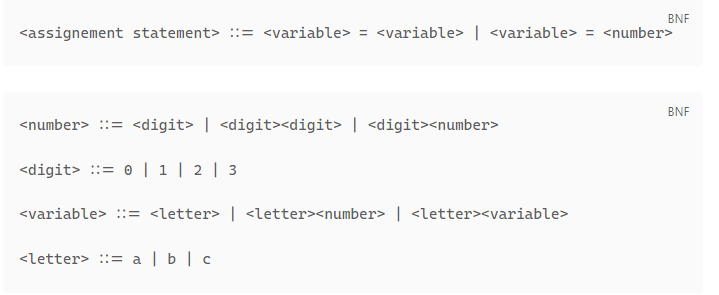 BNF
<assignement statement> ::= <variable> = <variable> | <variable> = <number>
BNF
<number> ::= <digit> | <digit><digit> | <digit><number>
<digit> ::= 0 | 1 | 2 | 3
<variable> ::= <letter> | <letter><number> | <letter><variable>
<letter> ::= a | b | c